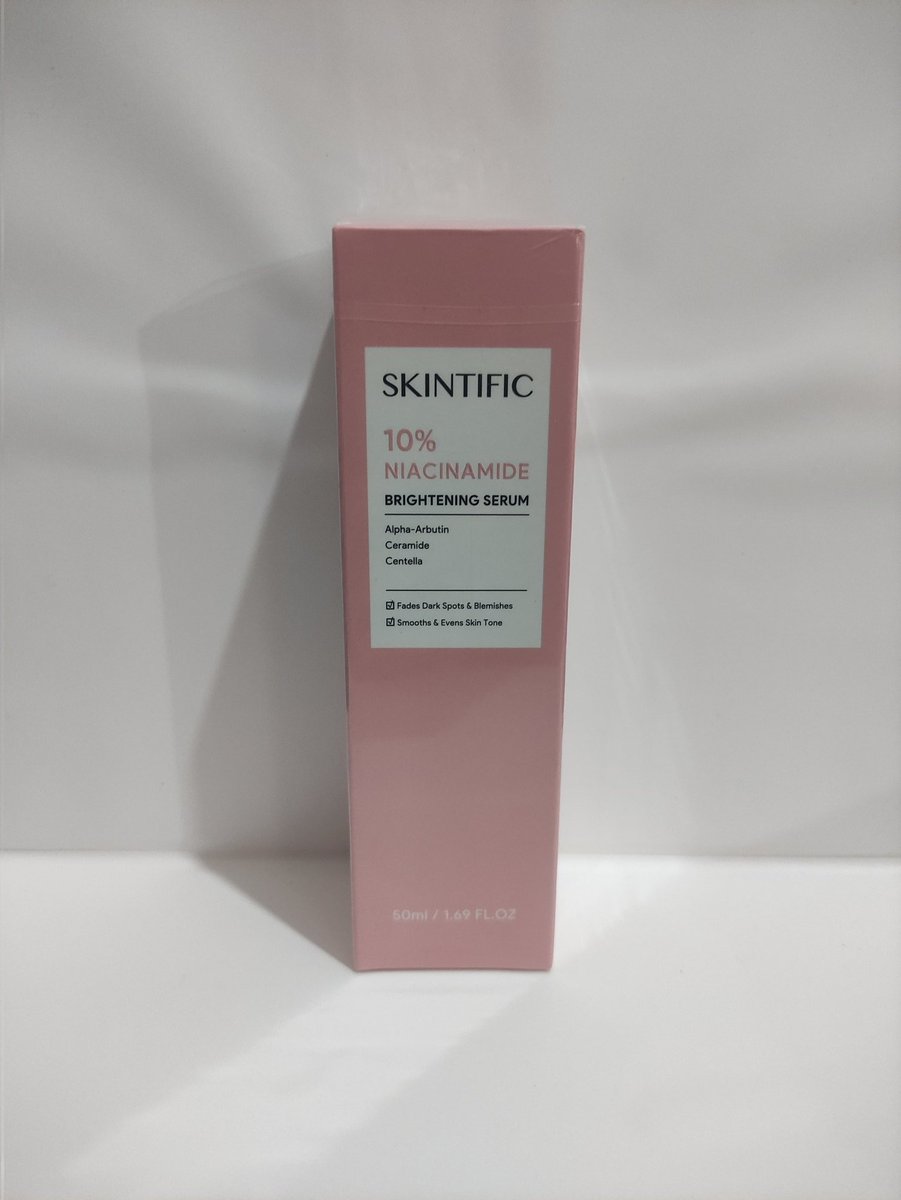 SKINTIFIC
10%
NIACINAMIDE
BRIGHTENING SERUM
Alpha-Arbutin
Ceramide
Centella
☑ Fades Dark Spots & Blemishes
☑ Smooths & Evens Skin Tone
50ml / 1.69 FL.OZ